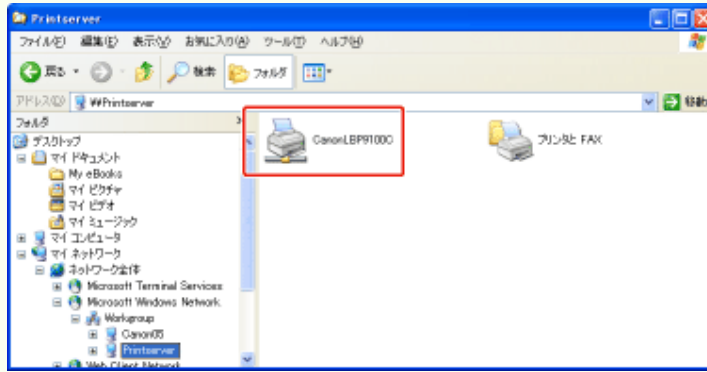 Printserver
ファイル(F) 編集(E) 表示(V) お気に入り(A) ツール(T) ヘルプ(H)
戻る 検索 フォルダ
アドレス(D) ¥¥Printserver 移動
フォルダ ×
デスクトップ
マイ ドキュメント
My eBooks
マイ ピクチャ
マイ ビデオ
マイ ミュージック
マイ コンピュータ
マイ ネットワーク
ネットワーク全体
Microsoft Terminal Services
Microsoft Windows Network
Workgroup
Canon05
Printserver
Web Client Network
CanonLBP9100C
プリンタと FAX